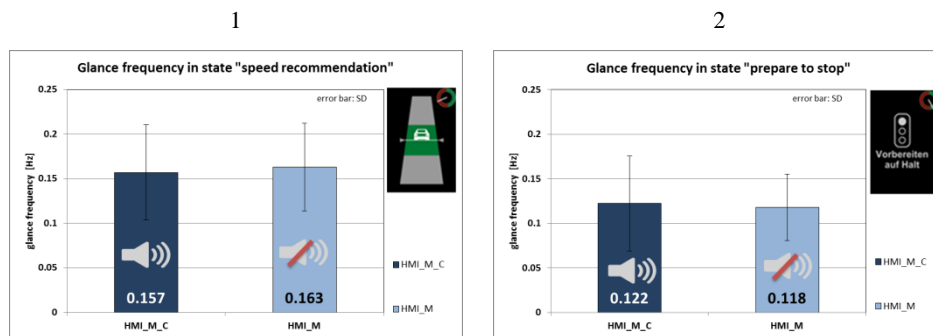 1
Glance frequency in state "speed recommendation"
0.25
0.2
0.15
0.1
0.05
0
glance frequency [Hz]
error bar: SD
0.157
0.163
HMI_M_C
HMI_M
HMI_M_C
HMI_M
2
Glance frequency in state "prepare to stop"
0.25
0.2
0.15
0.1
0.05
0
glance frequency [Hz]
error bar: SD
0.122
0.118
HMI_M_C
HMI_M
Vorbereiten
auf Halt
HMI_M_C
HMI_M